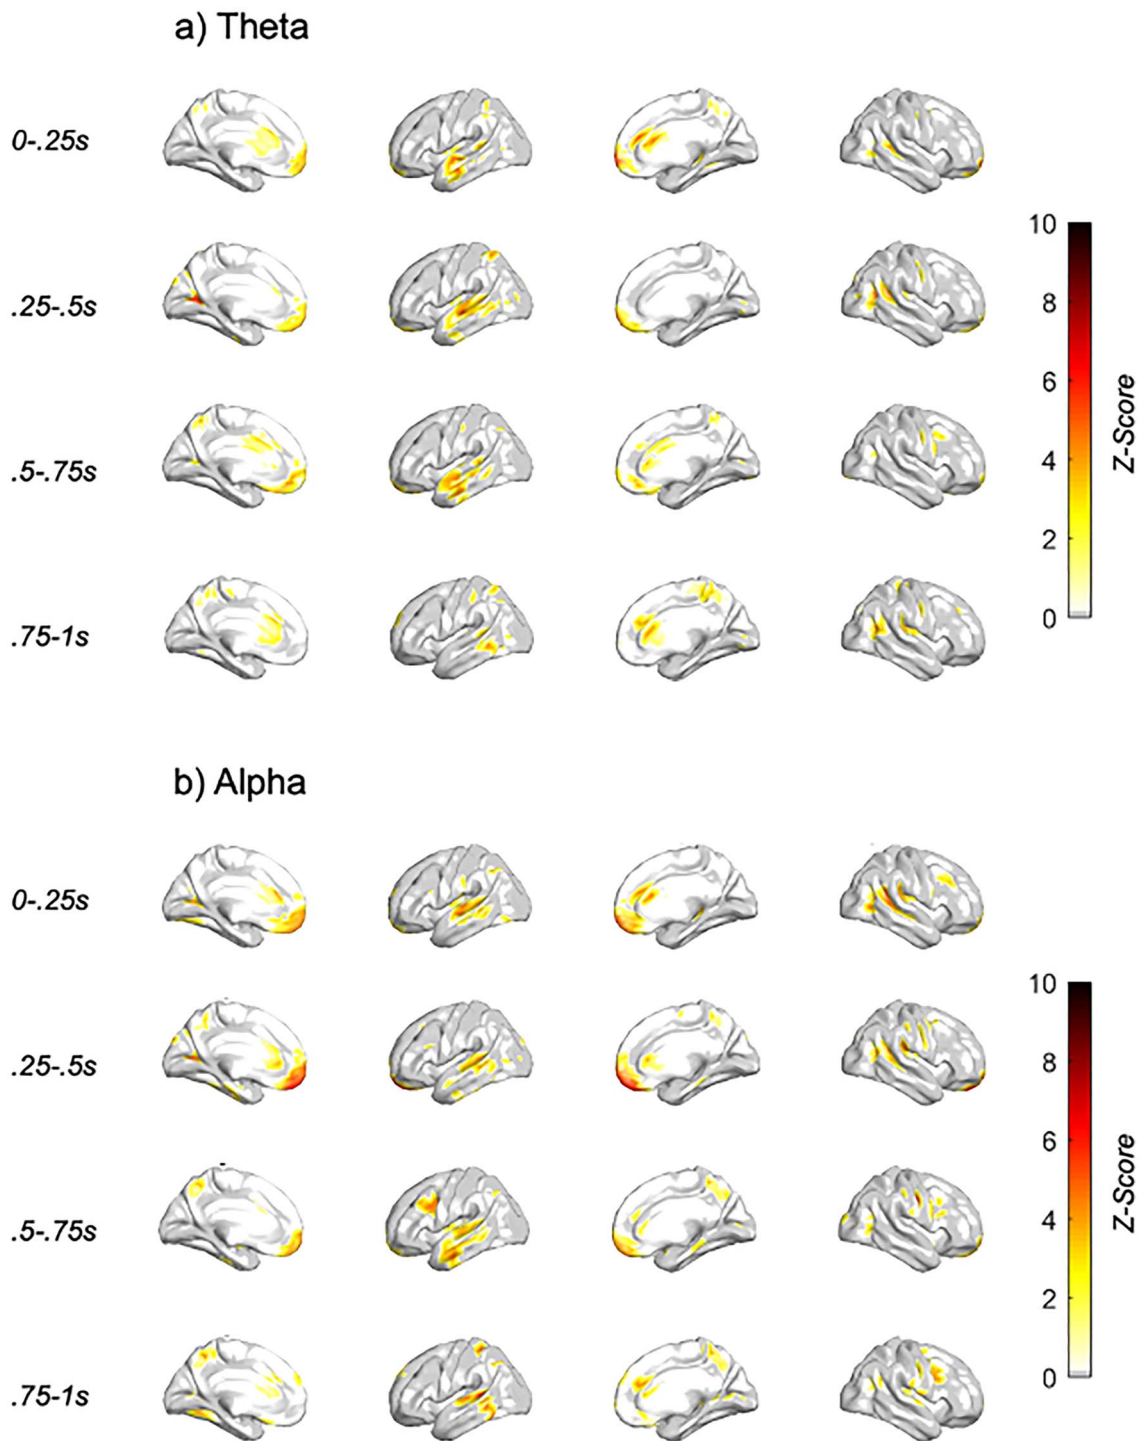 a) Theta
0-.25s
.25-.5s
.5-.75s
.75-1s
10
8
6
4
2
0
Z-Score
b) Alpha
0-.25s
.25-.5s
.5-.75s
.75-1s
10
8
6
4
2
0
Z-Score